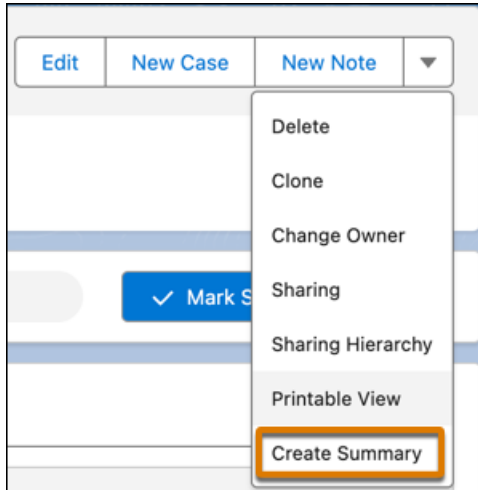 Edit
New Case
New Note
Delete
Clone
Change Owner
Sharing
Mark S
Sharing Hierarchy
Printable View
Create Summary